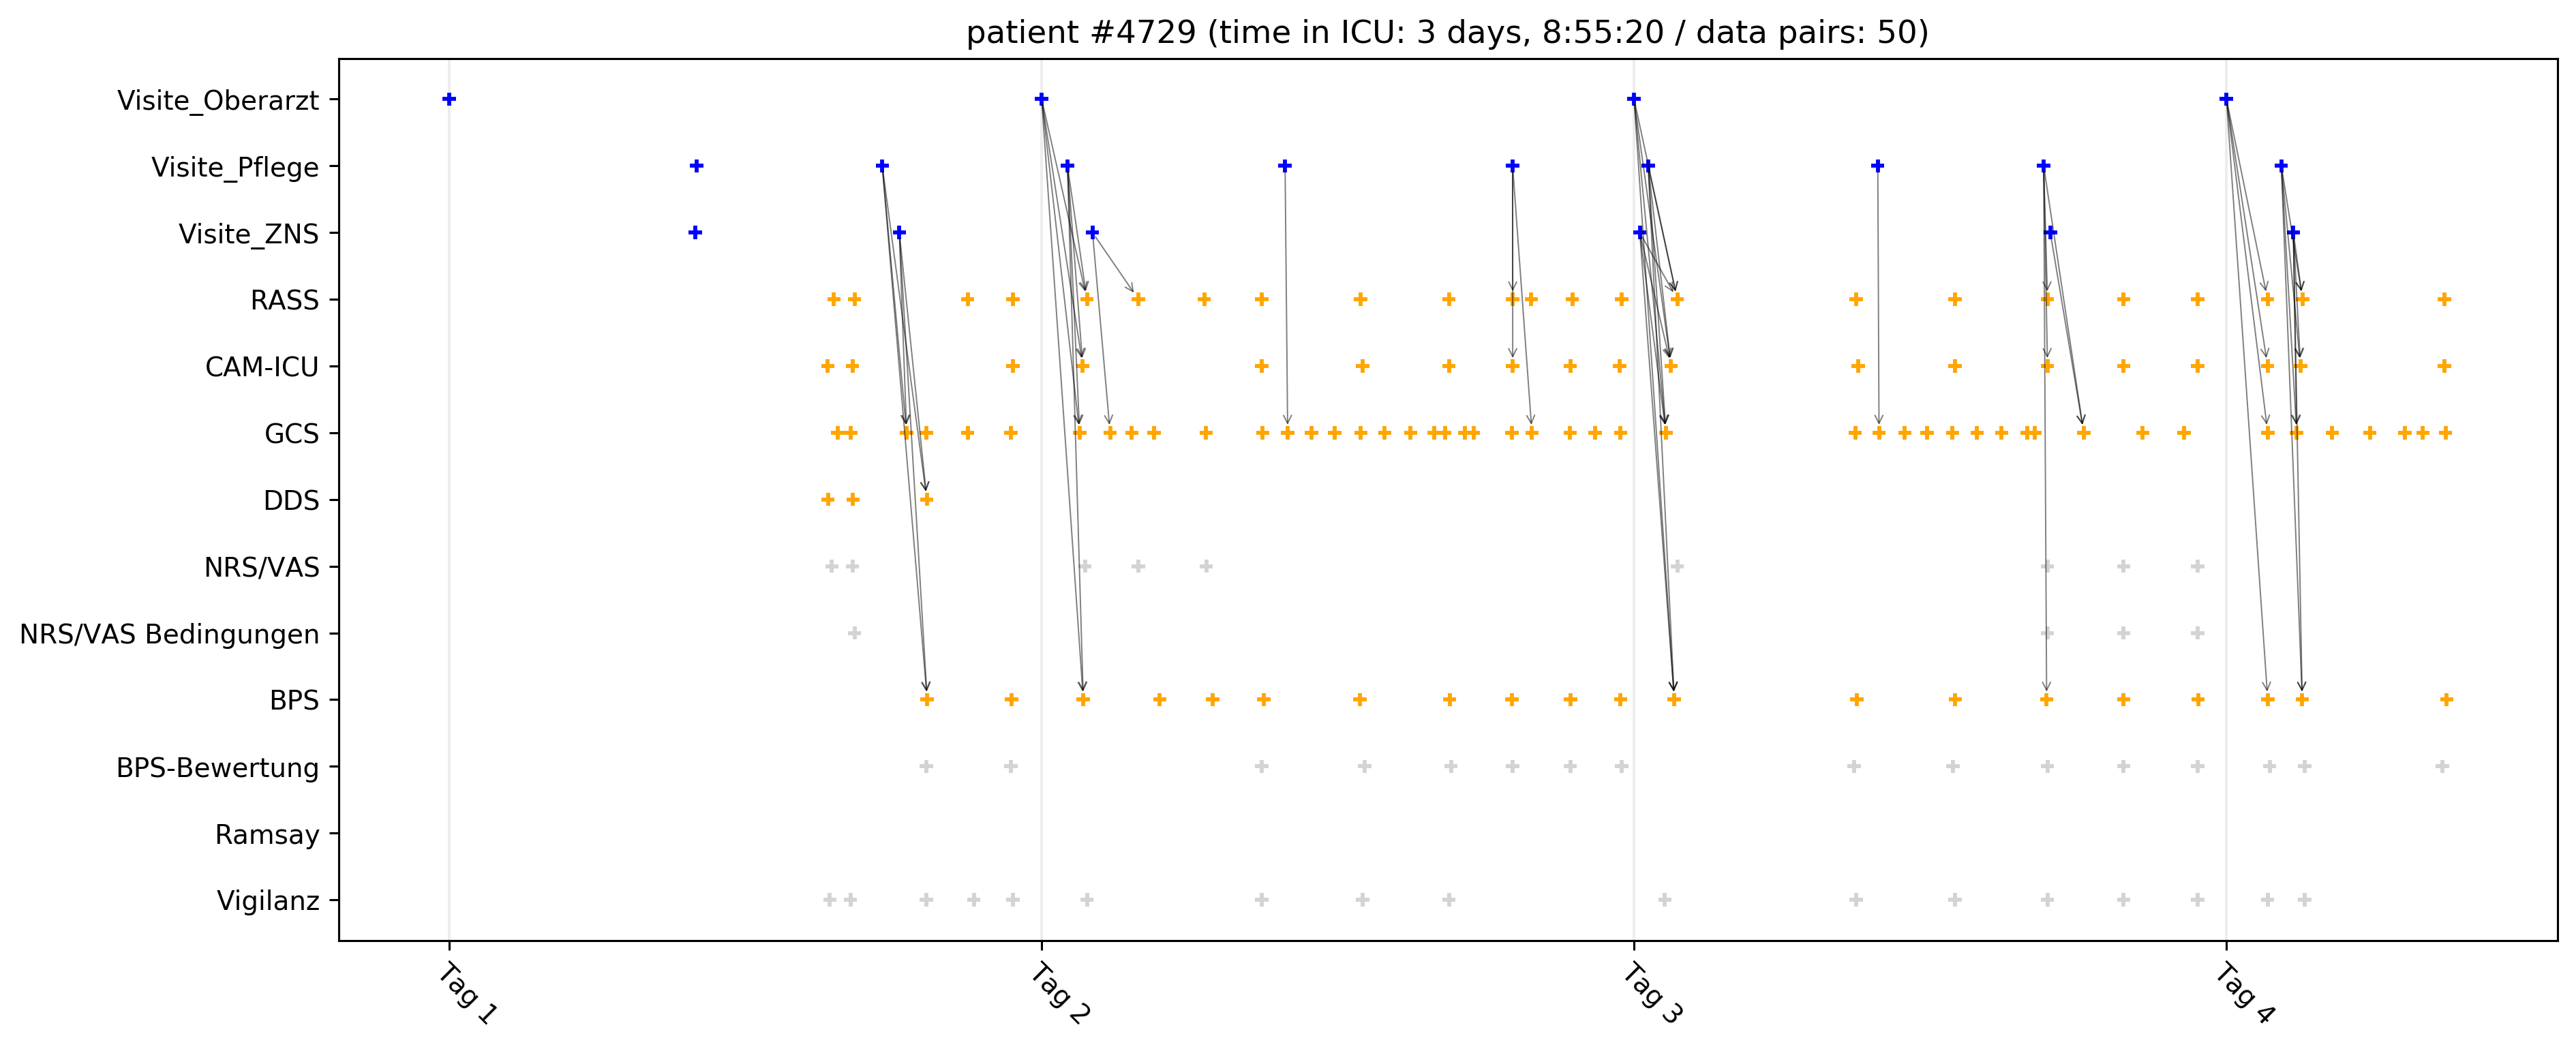 patient #4729 (time in ICU: 3 days, 8:55:20 / data pairs: 50)
Visite_Oberarzt
Visite_Pflege
Visite_ZNS
RASS
CAM-ICU
GCS
DDS
NRS/VAS
NRS/VAS Bedingungen
BPS
BPS-Bewertung
Ramsay
Vigilanz
Tag 1
Tag 2
Tag 3
Tag 4